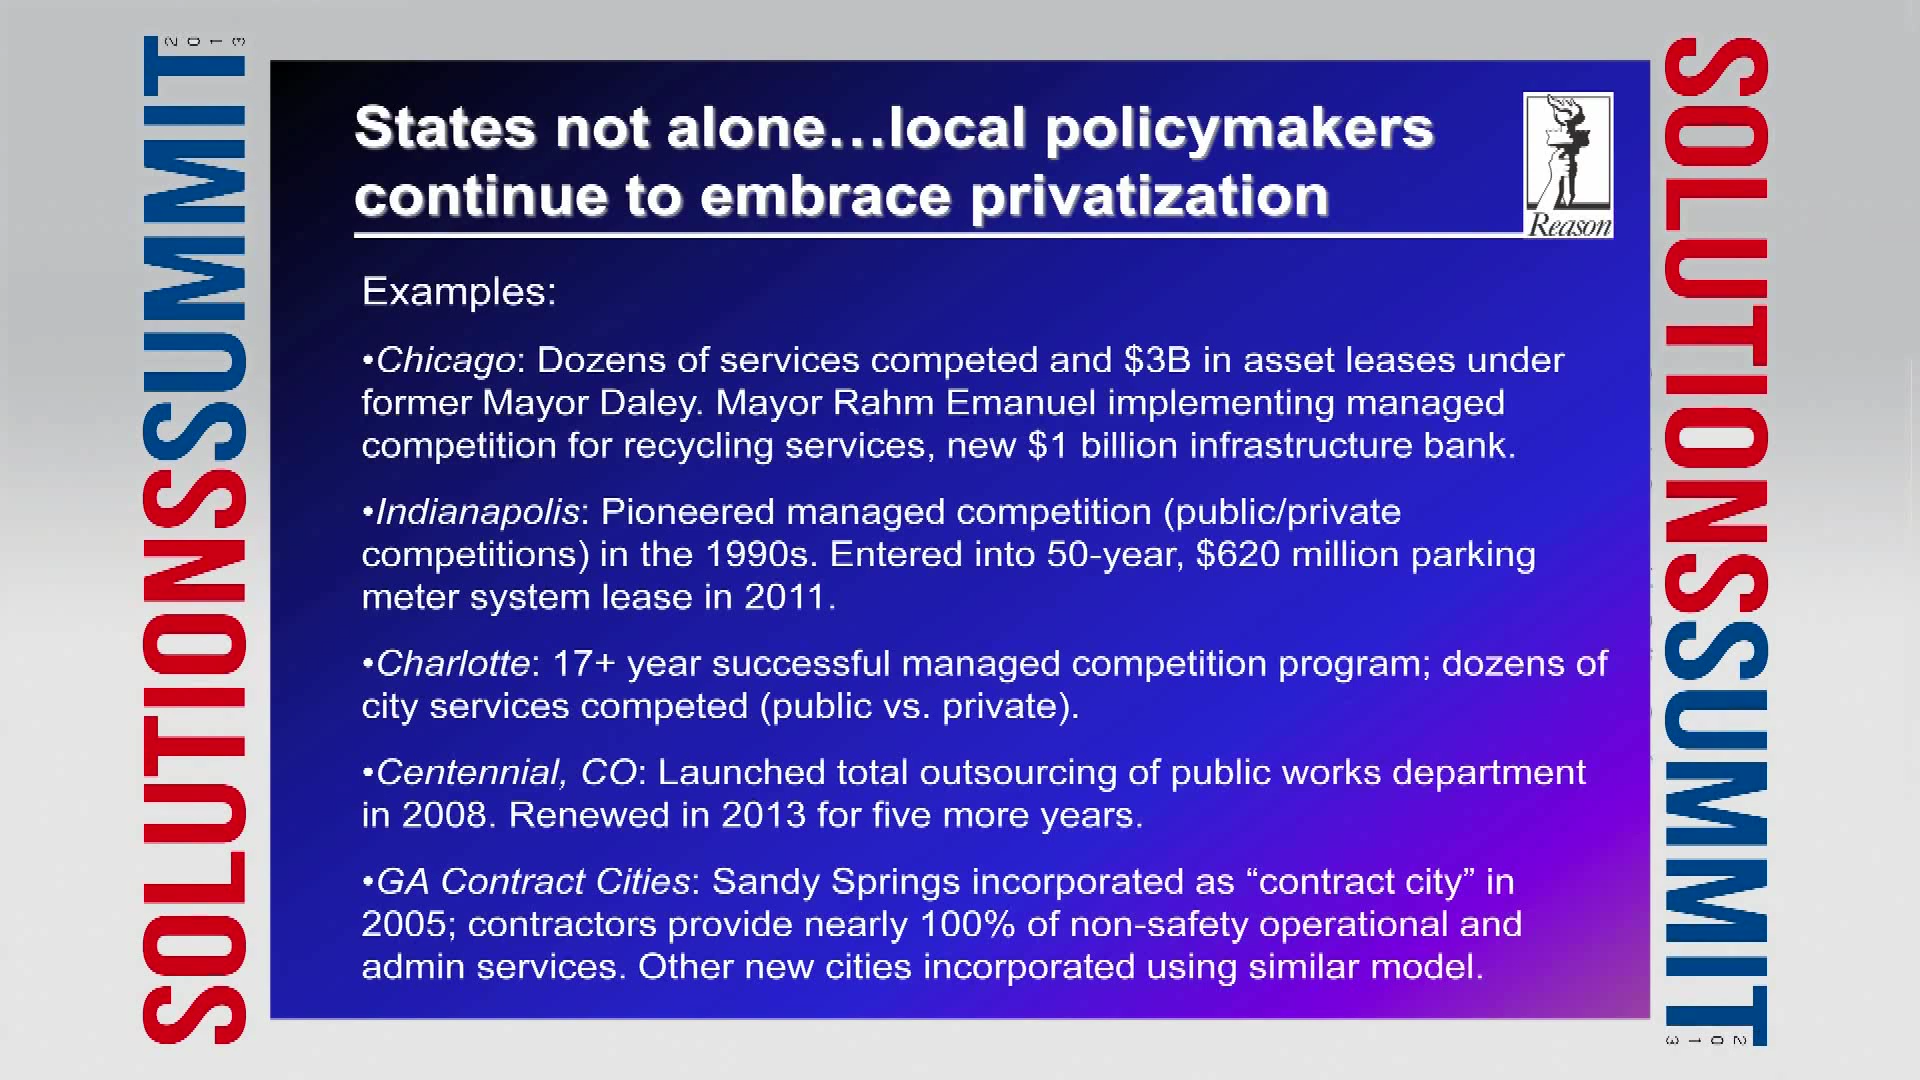 SOLUTIONSSUMMIT
2013
States not alone…local policymakers
continue to embrace privatization
Reason
Examples:
•Chicago: Dozens of services competed and $3B in asset leases under
former Mayor Daley. Mayor Rahm Emanuel implementing managed
competition for recycling services, new $1 billion infrastructure bank.
•Indianapolis: Pioneered managed competition (public/private
competitions) in the 1990s. Entered into 50-year, $620 million parking
meter system lease in 2011.
•Charlotte: 17+ year successful managed competition program; dozens of
city services competed (public vs. private).
•Centennial, CO: Launched total outsourcing of public works department
in 2008. Renewed in 2013 for five more years.
•GA Contract Cities: Sandy Springs incorporated as “contract city” in
2005; contractors provide nearly 100% of non-safety operational and
admin services. Other new cities incorporated using similar model.
SOLUTIONSSUMMIT
2013